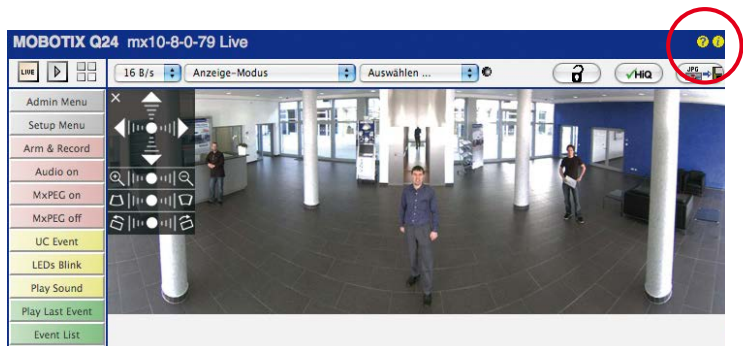 MOBOTIX Q24 mx10-8-0-79 Live
? i
LIVE 16 B/s Anzeige-Modus Auswählen ... HiQ JPG
Admin Menu
Setup Menu
Arm & Record
Audio on
MxPEG on
MxPEG off
UC Event
LEDs Blink
Play Sound
Play Last Event
Event List